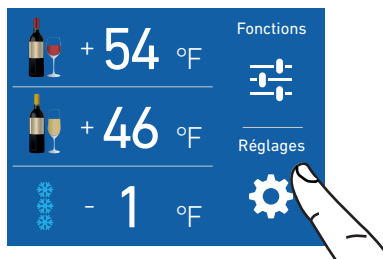 + 54 °F
Fonctions
+ 46 °F
Réglages
- 1 °F